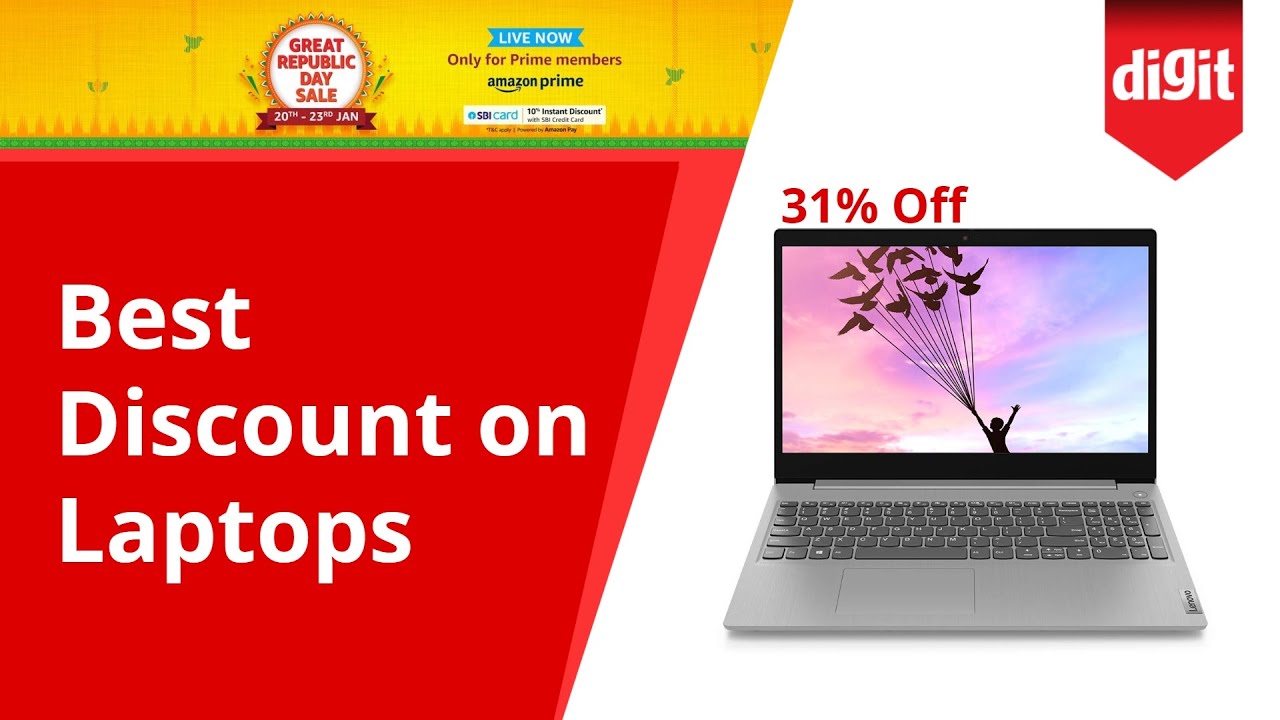 GREAT
REPUBLIC
DAY
SALE
20TH - 23RD JAN
LIVE NOW
Only for Prime members
amazon prime
SBI card
10% Instant Discount*
with SBI Credit Card
*T&C apply | Powered by Amazon Pay
digit
31% Off
Best
Discount on
Laptops
Lenovo